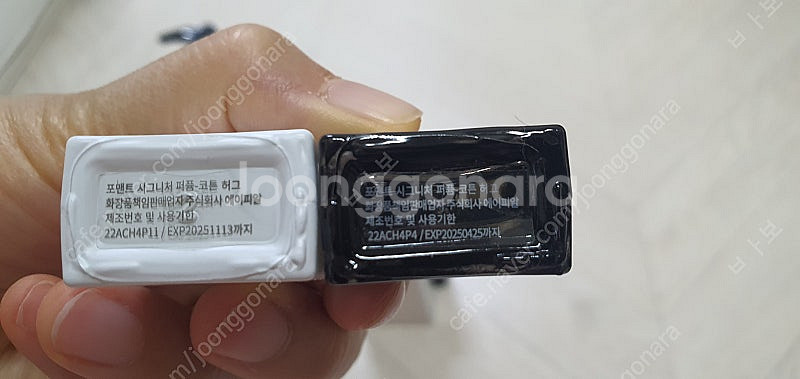 포맨트 시그니처 퍼퓸-코튼 허그
화장품책임판매업자 주식회사 에이피알
제조번호 및 사용기한
22ACH4P11 / EXP20251113까지
포맨트 시그니처 퍼퓸-코튼 허그
화장품책임판매업자 주식회사 에이피알
제조번호 및 사용기한
22ACH4P4 / EXP20250425까지
Joonggonara
cafe.naver.com/joonggonara